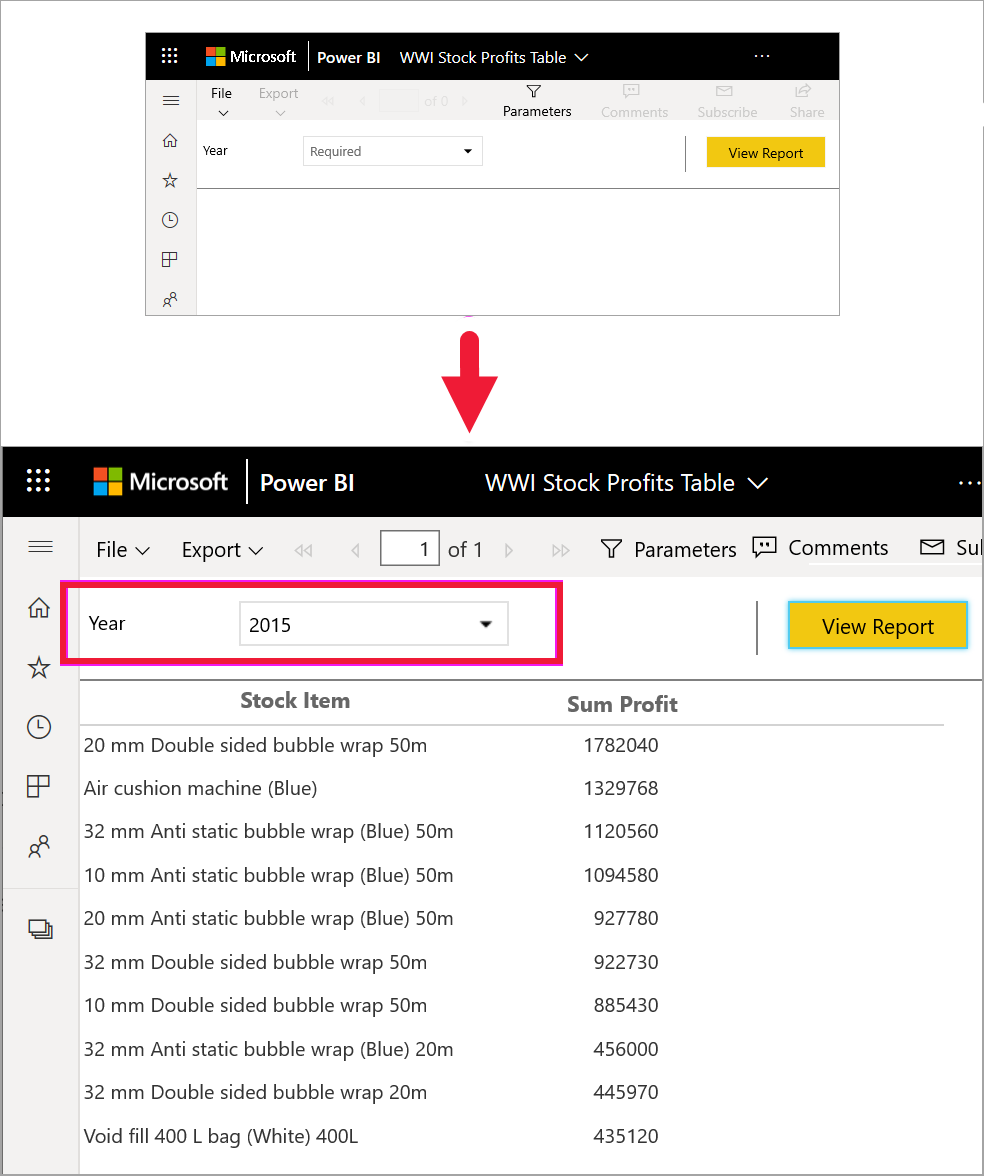 Microsoft Power BI WWI Stock Profits Table ...
File Export of 0 Parameters Comments Subscribe Share
Year Required View Report
Microsoft Power BI WWI Stock Profits Table ...
File Export 1 of 1 Parameters Comments Sul
Year 2015 View Report
Stock Item Sum Profit
20 mm Double sided bubble wrap 50m 1782040
Air cushion machine (Blue) 1329768
32 mm Anti static bubble wrap (Blue) 50m 1120560
10 mm Anti static bubble wrap (Blue) 50m 1094580
20 mm Anti static bubble wrap (Blue) 50m 927780
32 mm Double sided bubble wrap 50m 922730
10 mm Double sided bubble wrap 50m 885430
32 mm Anti static bubble wrap (Blue) 20m 456000
32 mm Double sided bubble wrap 20m 445970
Void fill 400 L bag (White) 400L 435120